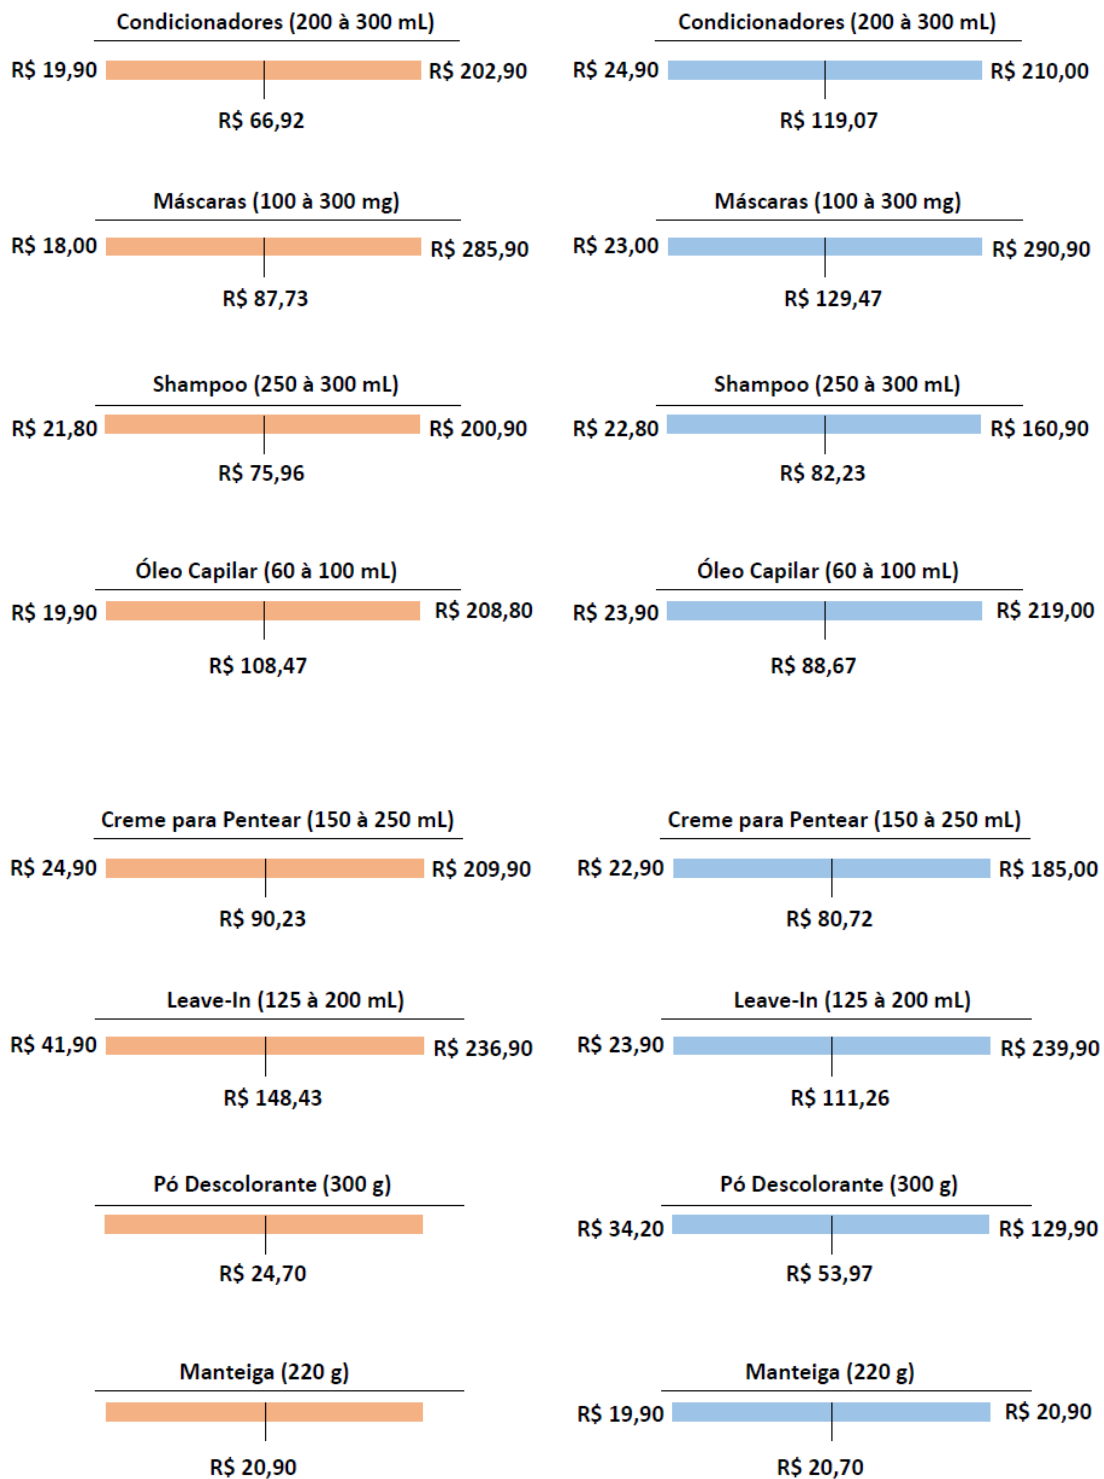 Condicionadores (200 à 300 mL)
R$ 19,90
R$ 202,90
R$ 66,92
Condicionadores (200 à 300 mL)
R$ 24,90
R$ 210,00
R$ 119,07
Máscaras (100 à 300 mg)
R$ 18,00
R$ 285,90
R$ 87,73
Máscaras (100 à 300 mg)
R$ 23,00
R$ 290,90
R$ 129,47
Shampoo (250 à 300 mL)
R$ 21,80
R$ 200,90
R$ 75,96
Shampoo (250 à 300 mL)
R$ 22,80
R$ 160,90
R$ 82,23
Óleo Capilar (60 à 100 mL)
R$ 19,90
R$ 208,80
R$ 108,47
Óleo Capilar (60 à 100 mL)
R$ 23,90
R$ 219,00
R$ 88,67
Creme para Pentear (150 à 250 mL)
R$ 24,90
R$ 209,90
R$ 90,23
Creme para Pentear (150 à 250 mL)
R$ 22,90
R$ 185,00
R$ 80,72
Leave-In (125 à 200 mL)
R$ 41,90
R$ 236,90
R$ 148,43
Leave-In (125 à 200 mL)
R$ 23,90
R$ 239,90
R$ 111,26
Pó Descolorante (300 g)
R$ 24,70
Pó Descolorante (300 g)
R$ 34,20
R$ 129,90
R$ 53,97
Manteiga (220 g)
R$ 20,90
Manteiga (220 g)
R$ 19,90
R$ 20,90
R$ 20,70